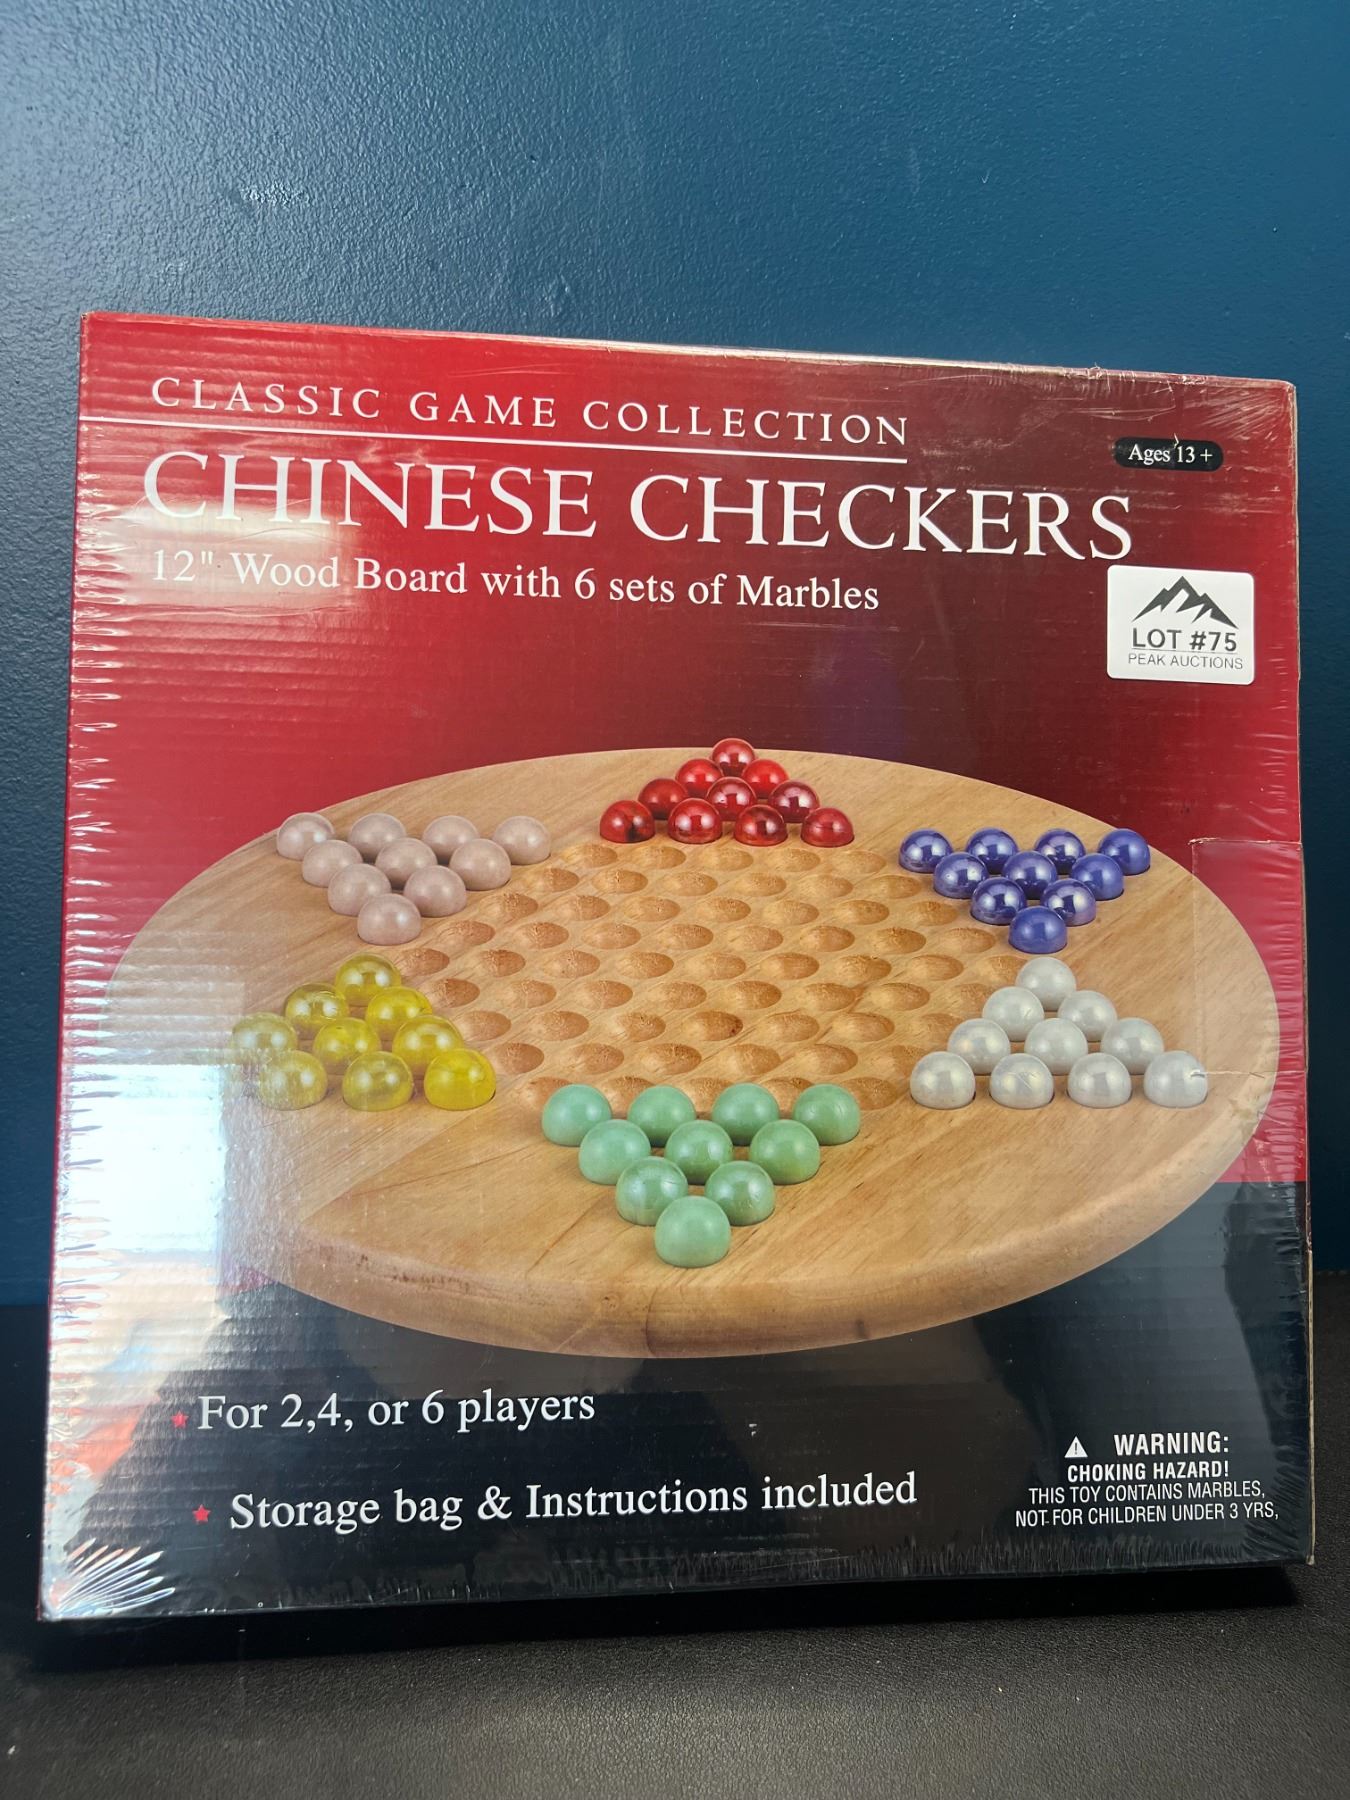 CLASSIC GAME COLLECTION
CHINESE CHECKERS
Ages 13 +
12" Wood Board with 6 sets of Marbles
LOT #75
PEAK AUCTIONS
For 2,4, or 6 players
Storage bag & Instructions included
WARNING:
CHOKING HAZARD!
THIS TOY CONTAINS MARBLES,
NOT FOR CHILDREN UNDER 3 YRS,